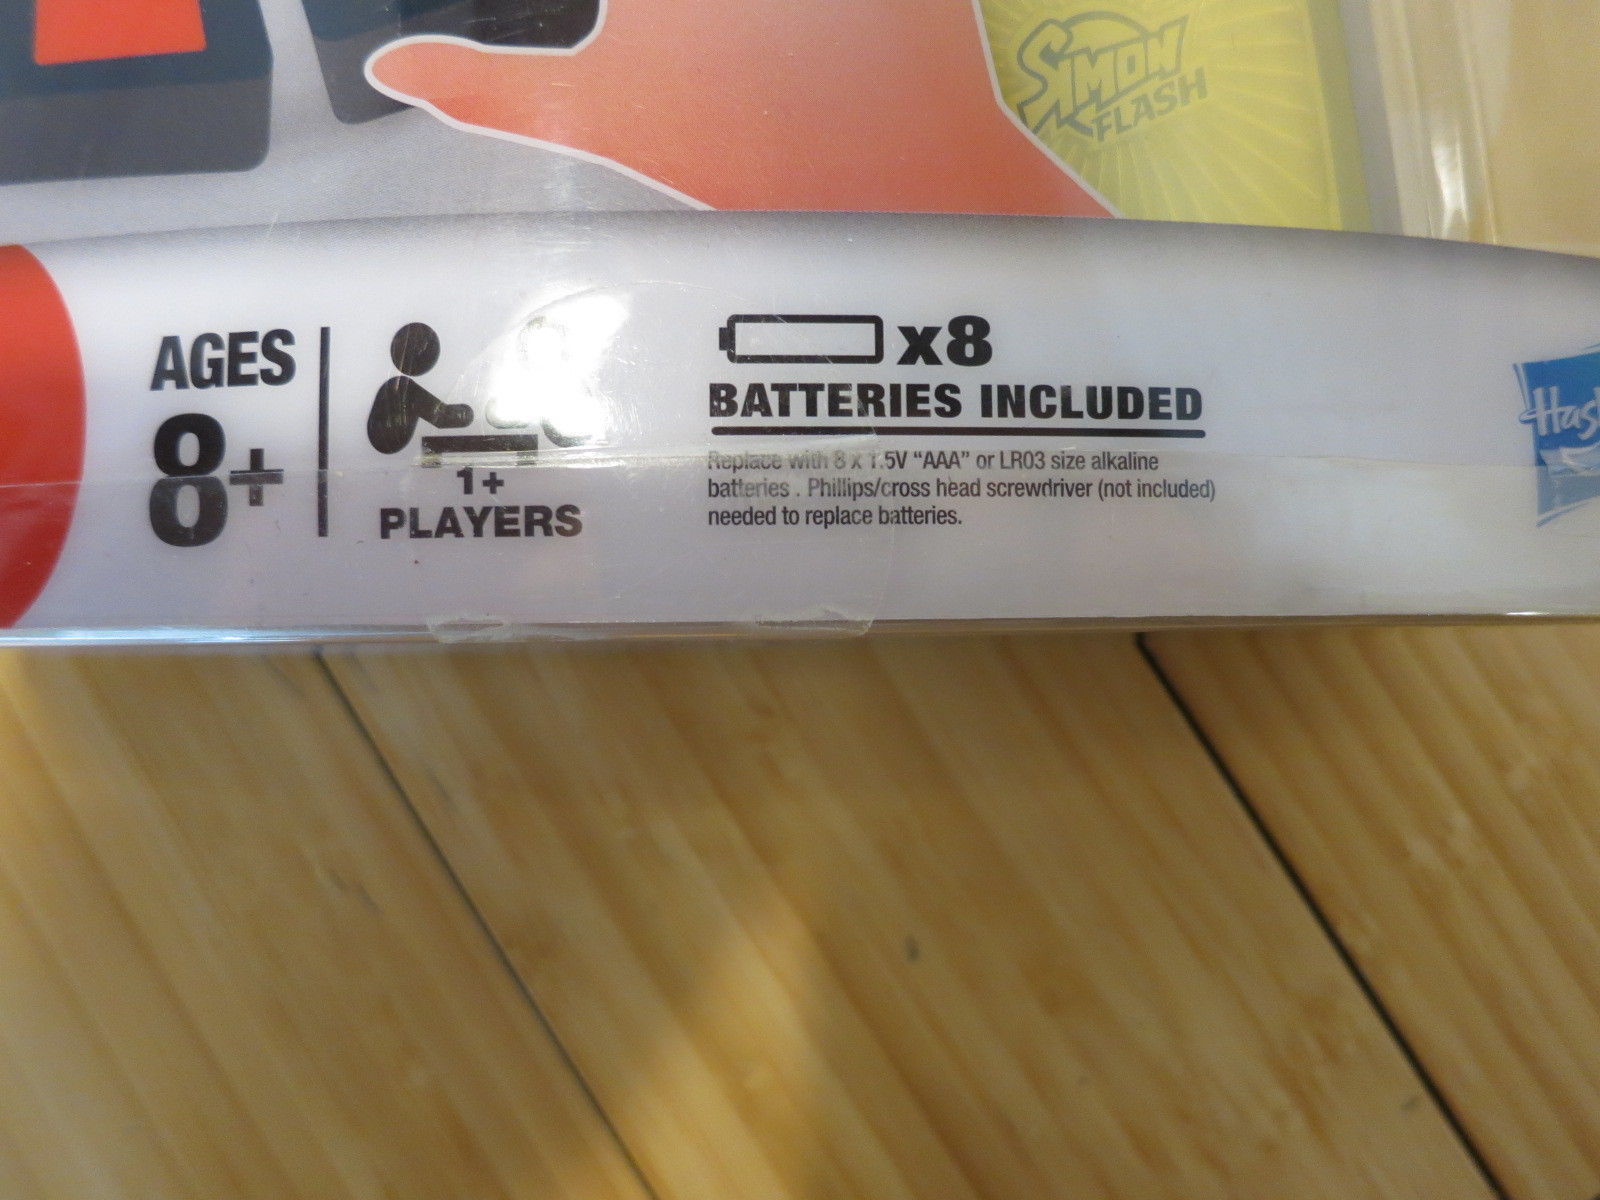 SIMON
FLASH
AGES
8+
1+
PLAYERS
x8
BATTERIES INCLUDED
Replace with 8 x 1.5V “AAA” or LR03 size alkaline
batteries . Phillips/cross head screwdriver (not included)
needed to replace batteries.